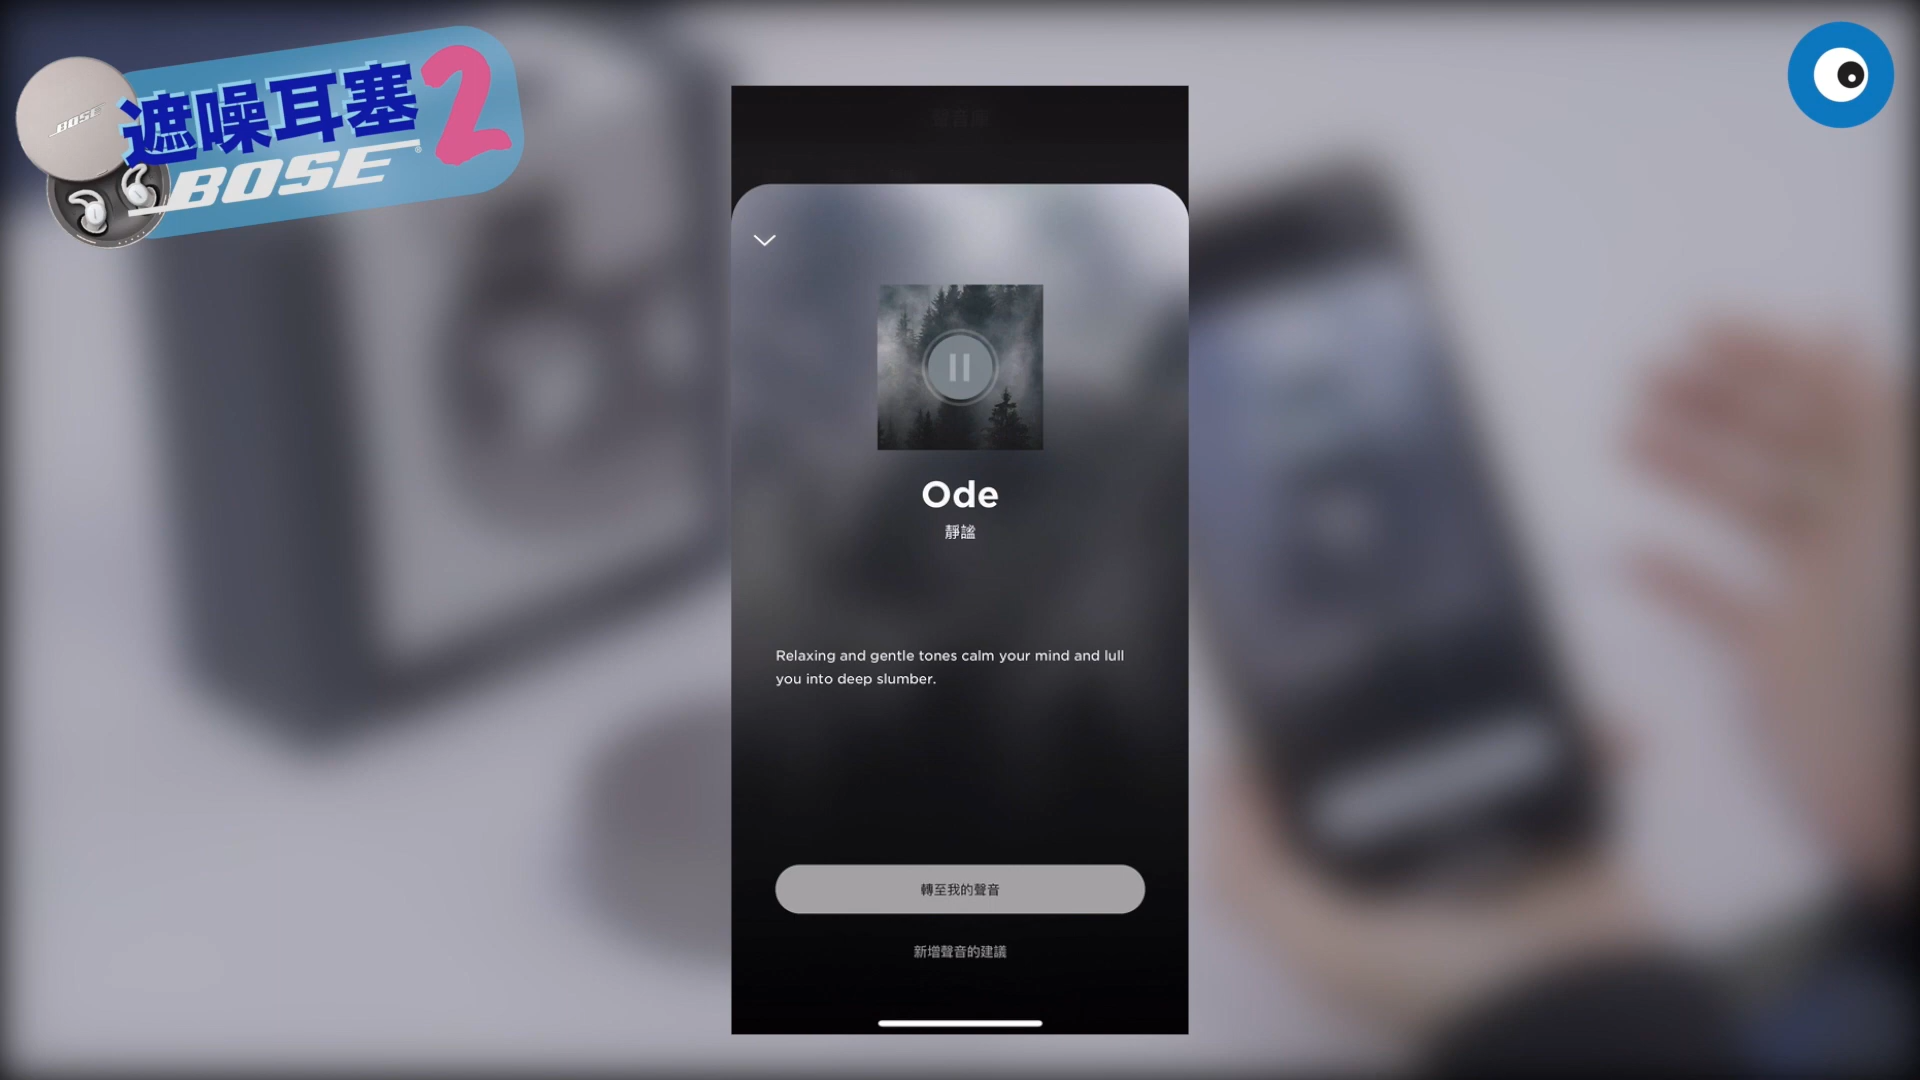 BOSE
遮噪耳塞2
BOSE
Ode
靜謐
Relaxing and gentle tones calm your mind and lull
you into deep slumber.
轉至我的聲音
新增聲音的建議